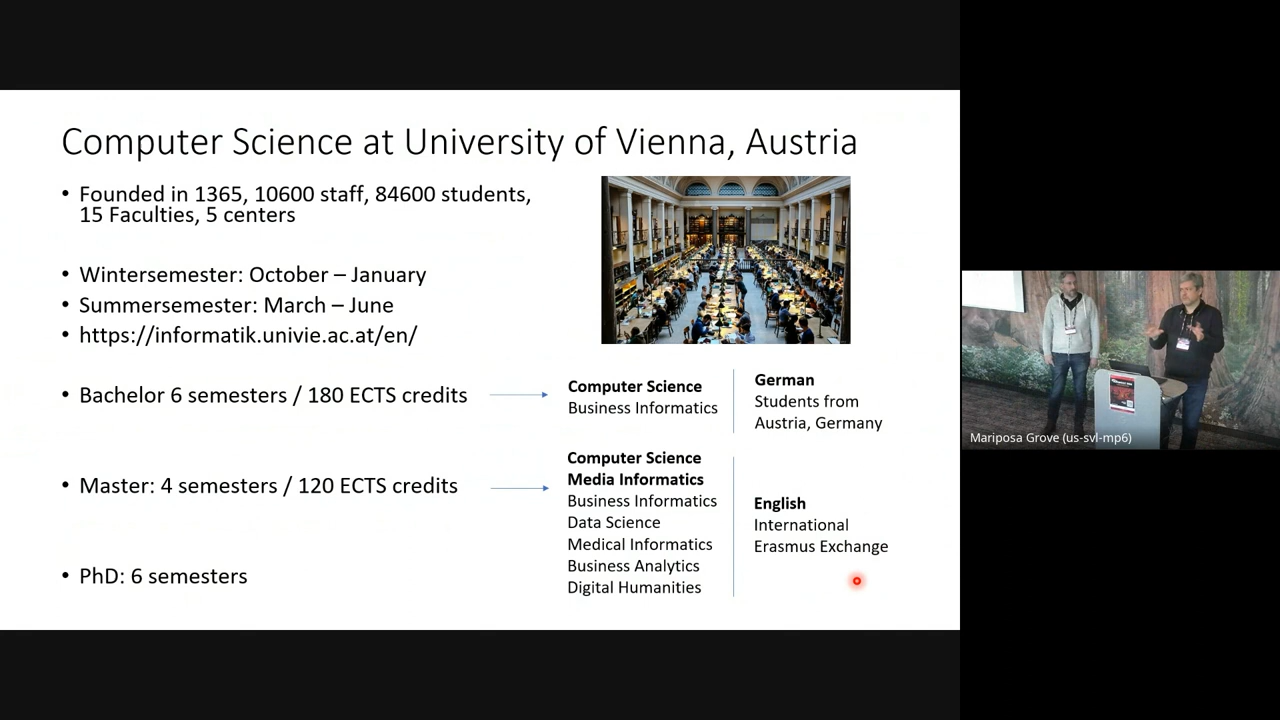 Computer Science at University of Vienna, Austria
• Founded in 1365, 10600 staff, 84600 students,
15 Faculties, 5 centers
• Wintersemester: October – January
• Summersemester: March – June
• https://informatik.univie.ac.at/en/
• Bachelor 6 semesters / 180 ECTS credits
Computer Science
Business Informatics
German
Students from
Austria, Germany
• Master: 4 semesters / 120 ECTS credits
Computer Science
Media Informatics
Business Informatics
Data Science
Medical Informatics
Business Analytics
Digital Humanities
English
International
Erasmus Exchange
• PhD: 6 semesters
Mariposa Grove (us-svl-mp6)